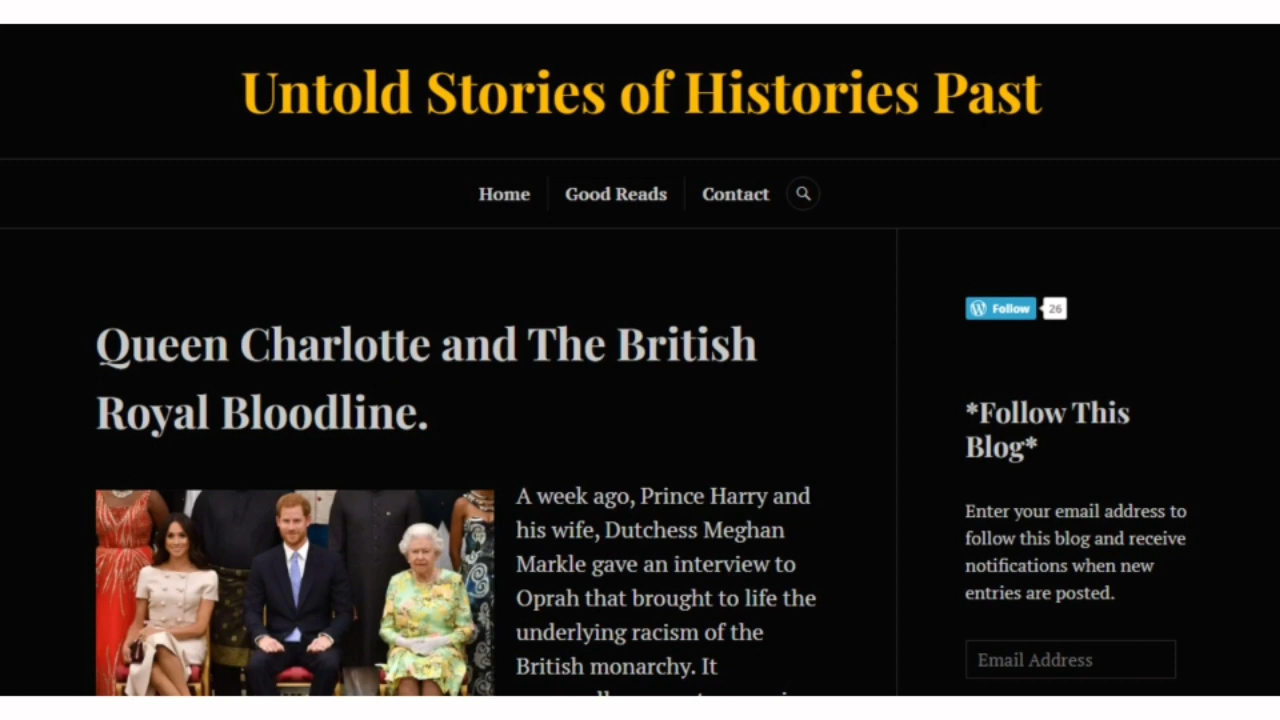 Untold Stories of Histories Past
Home
Good Reads
Contact
Queen Charlotte and The British
Royal Bloodline.
A week ago, Prince Harry and
his wife, Dutchess Meghan
Markle gave an interview to
Oprah that brought to life the
underlying racism of the
British monarchy. It
Follow 26
*Follow This
Blog*
Enter your email address to
follow this blog and receive
notifications when new
entries are posted.
Email Address